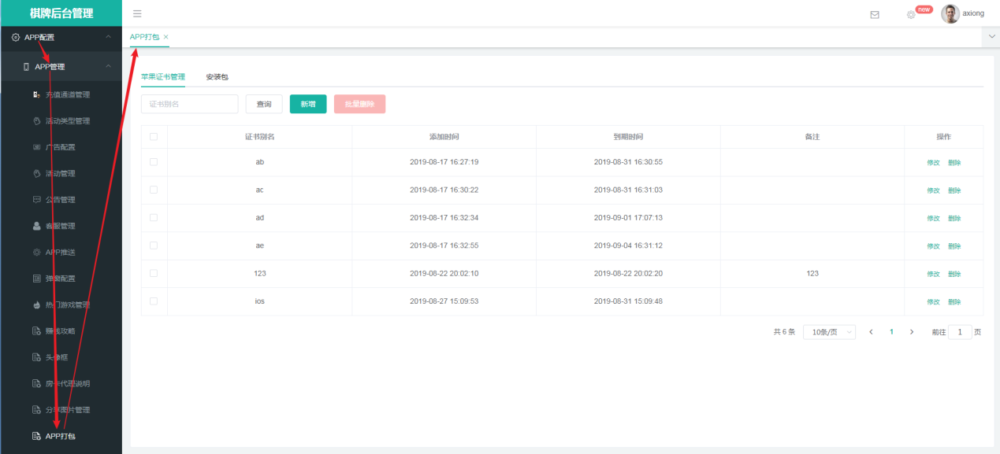 棋牌后台管理
new
axiong
APP配置
APP打包 ×
APP管理
充值通道管理
活动类型管理
广告配置
活动管理
公告管理
客服管理
APP推送
弹窗配置
热门游戏管理
赚钱攻略
头像框
房卡代理说明
分享图片管理
APP打包
苹果证书管理 安装包
证书别名 查询 新增 批量删除
证书别名 添加时间 到期时间 备注 操作
ab 2019-08-17 16:27:19 2019-08-31 16:30:55 修改 删除
ac 2019-08-17 16:30:22 2019-08-31 16:31:03 修改 删除
ad 2019-08-17 16:32:34 2019-09-01 17:07:13 修改 删除
ae 2019-08-17 16:32:55 2019-09-04 16:31:12 修改 删除
123 2019-08-22 20:02:10 2019-08-22 20:02:20 123 修改 删除
ios 2019-08-27 15:09:53 2019-08-31 15:09:48 修改 删除
共 6 条 10条/页 1 前往 1 页